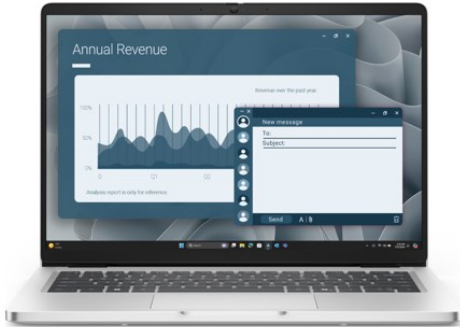 Annual Revenue
Revenue over the past year.
100%
50%
0%
0
Q1
Q2
Analysis report is only for reference.
New message
To:
Subject:
Send
A